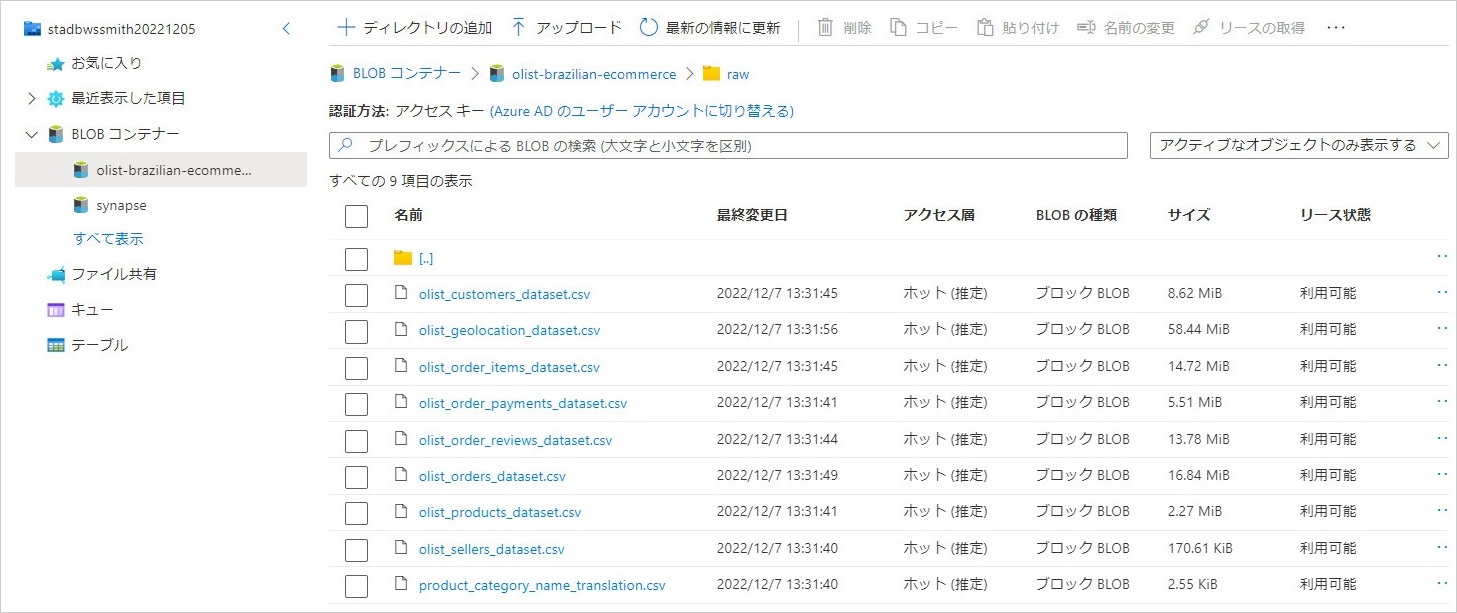 stadbwssmith20221205
お気に入り
最近表示した項目
BLOB コンテナー
olist-brazilian-ecomme...
synapse
すべて表示
ファイル共有
キュー
テーブル
ディレクトリの追加 アップロード 最新の情報に更新 削除 コピー 貼り付け 名前の変更 リースの取得 ...
BLOB コンテナー > olist-brazilian-ecommerce > raw
認証方法: アクセス キー (Azure AD のユーザー アカウントに切り替える)
プレフィックスによる BLOB の検索 (大文字と小文字を区別) アクティブなオブジェクトのみ表示する
すべての 9 項目の表示
名前 最終変更日 アクセス層 BLOB の種類 サイズ リース状態
[..]
olist_customers_dataset.csv 2022/12/7 13:31:45 ホット (推定) ブロック BLOB 8.62 MiB 利用可能
olist_geolocation_dataset.csv 2022/12/7 13:31:56 ホット (推定) ブロック BLOB 58.44 MiB 利用可能
olist_order_items_dataset.csv 2022/12/7 13:31:45 ホット (推定) ブロック BLOB 14.72 MiB 利用可能
olist_order_payments_dataset.csv 2022/12/7 13:31:41 ホット (推定) ブロック BLOB 5.51 MiB 利用可能
olist_order_reviews_dataset.csv 2022/12/7 13:31:44 ホット (推定) ブロック BLOB 13.78 MiB 利用可能
olist_orders_dataset.csv 2022/12/7 13:31:49 ホット (推定) ブロック BLOB 16.84 MiB 利用可能
olist_products_dataset.csv 2022/12/7 13:31:41 ホット (推定) ブロック BLOB 2.27 MiB 利用可能
olist_sellers_dataset.csv 2022/12/7 13:31:40 ホット (推定) ブロック BLOB 170.61 KiB 利用可能
product_category_name_translation.csv 2022/12/7 13:31:40 ホット (推定) ブロック BLOB 2.55 KiB 利用可能